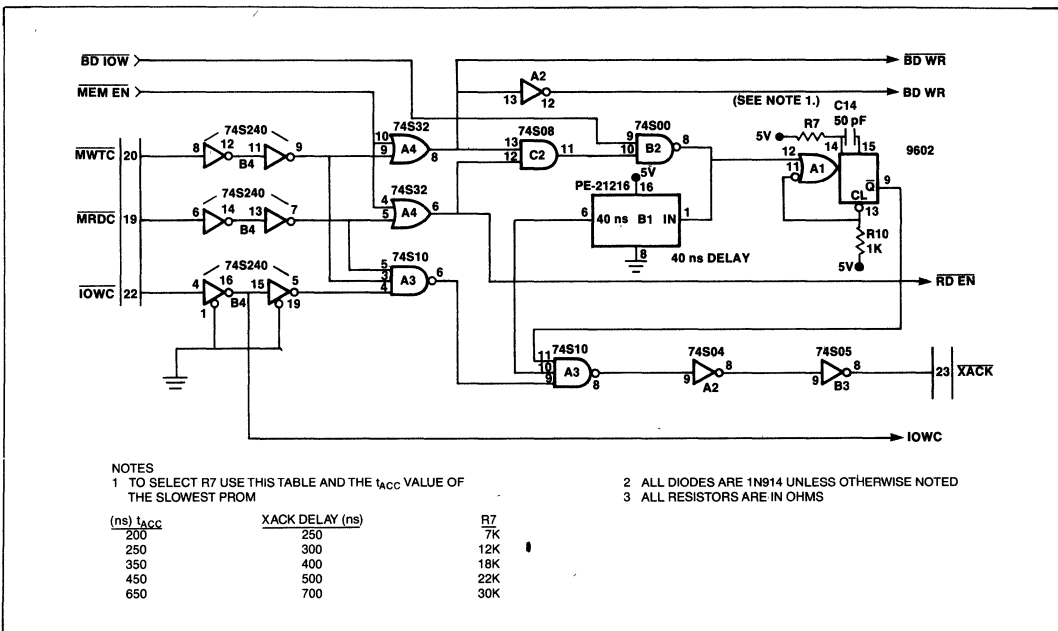 BD IOW
BD WR
MEM EN
A2
13 12
BD WR
(SEE NOTE 1.)
C14
50 pF
R7
5V
14 15
9602
74S240
74S32
74S08
74S00
MWTC 20
8 12 11 9
B4
10
9 A4 8
13
12 C2 11
9
10 B2 8
12
11 A1
Q 9
CL
13
5V
PE-21216 16
74S240
74S32
MRDC 19
6 14 13 7
B4
4
5 A4 6
6 40 ns B1 IN 1
8
40 ns DELAY
R10
1K
5V
74S240
74S10
IOWC 22
4 16 15 5
B4
1 19
5
3
4 A3 6
RD EN
74S10
74S04
74S05
11
10
9 A3 8
9 A2 8
9 B3 8
23 XACK
IOWC
NOTES
1 TO SELECT R7 USE THIS TABLE AND THE tACC VALUE OF
THE SLOWEST PROM
2 ALL DIODES ARE 1N914 UNLESS OTHERWISE NOTED
3 ALL RESISTORS ARE IN OHMS
(ns) tACC XACK DELAY (ns) R7
200 250 7K
250 300 12K
350 400 18K
450 500 22K
650 700 30K